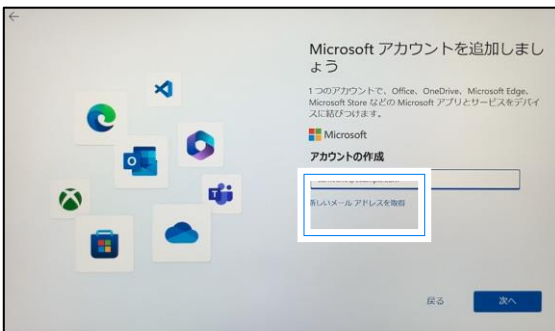 Microsoft アカウントを追加しまし
ょう
1 つのアカウントで、Office、OneDrive、Microsoft Edge、
Microsoft Store などの Microsoft アプリとサービスをデバイ
スに結びつけます。
Microsoft
アカウントの作成
新しいメール アドレスを取得
戻る
次へ